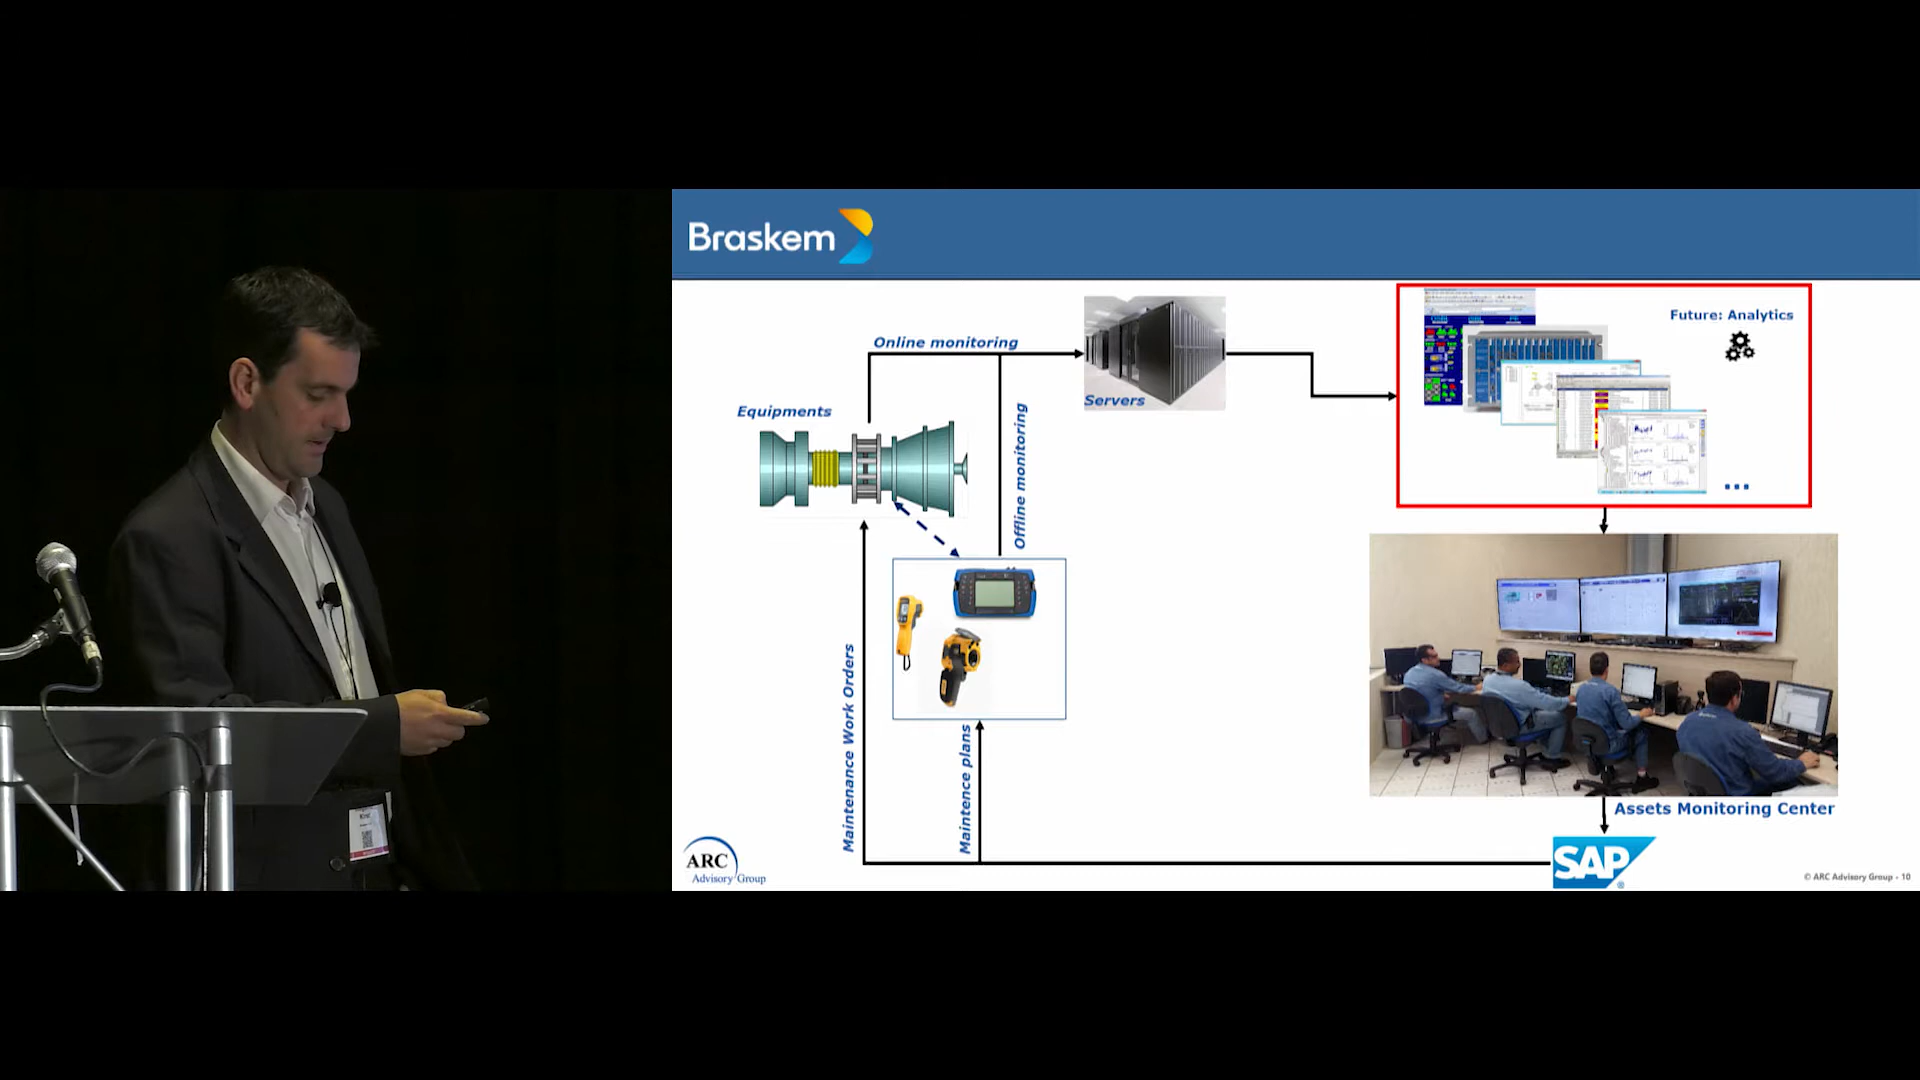 Braskem
Online monitoring
Equipments
Offline monitoring
Servers
Future: Analytics
...
Maintenance Work Orders
Maintence plans
Assets Monitoring Center
SAP
®
ARC
Advisory Group
© ARC Advisory Group - 10